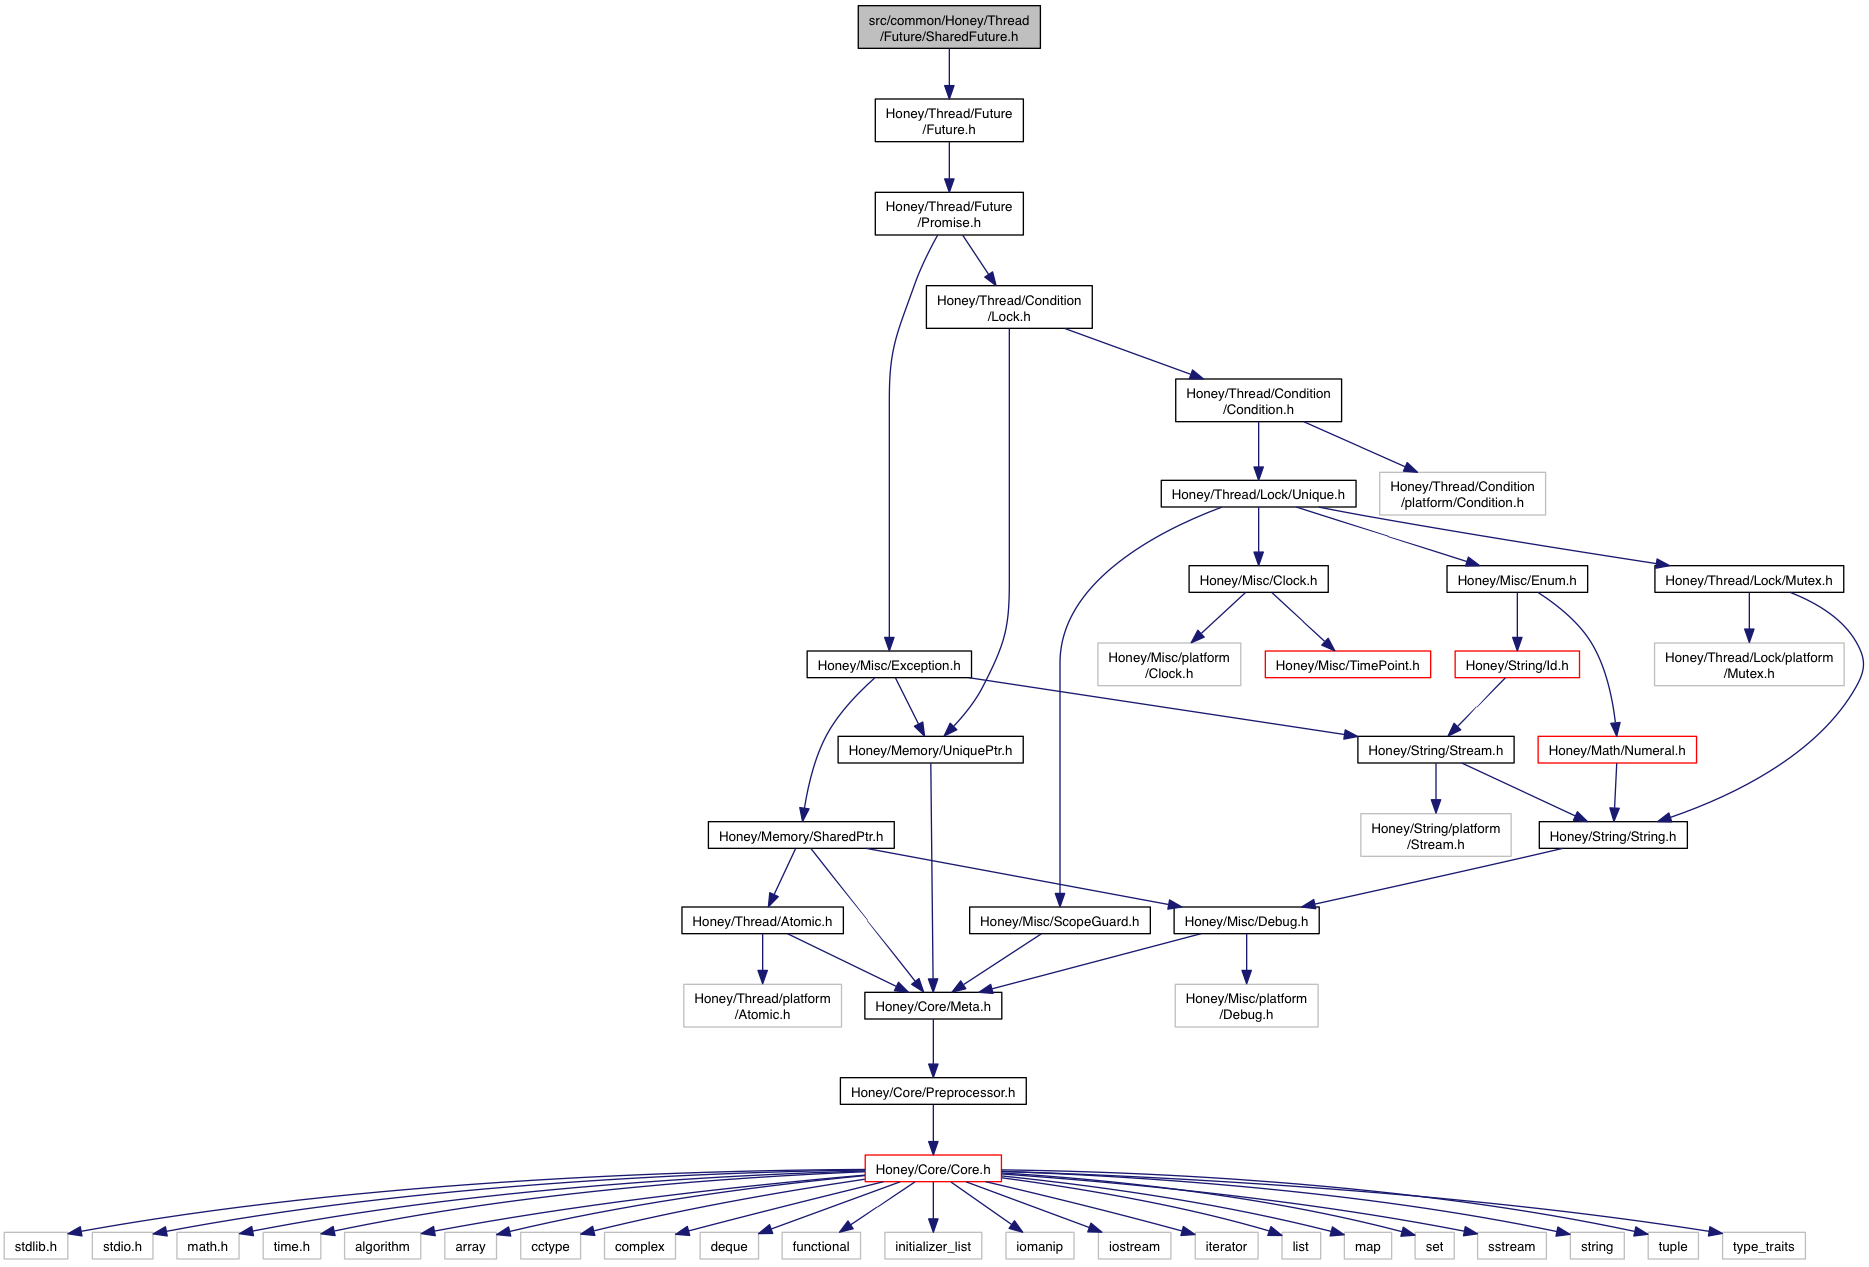 src/common/Honey/Thread
/Future/SharedFuture.h
Honey/Thread/Future
/Future.h
Honey/Thread/Future
/Promise.h
Honey/Thread/Condition
/Lock.h
Honey/Thread/Condition
/Condition.h
Honey/Thread/Lock/Unique.h
Honey/Thread/Condition
/platform/Condition.h
Honey/Misc/Clock.h
Honey/Misc/Enum.h
Honey/Thread/Lock/Mutex.h
Honey/Misc/Exception.h
Honey/Misc/platform
/Clock.h
Honey/Misc/TimePoint.h
Honey/String/Id.h
Honey/Thread/Lock/platform
/Mutex.h
Honey/Memory/UniquePtr.h
Honey/String/Stream.h
Honey/Math/Numeral.h
Honey/Memory/SharedPtr.h
Honey/String/platform
/Stream.h
Honey/String/String.h
Honey/Thread/Atomic.h
Honey/Misc/ScopeGuard.h
Honey/Misc/Debug.h
Honey/Thread/platform
/Atomic.h
Honey/Core/Meta.h
Honey/Misc/platform
/Debug.h
Honey/Core/Preprocessor.h
Honey/Core/Core.h
stdlib.h
stdio.h
math.h
time.h
algorithm
array
cctype
complex
deque
functional
initializer_list
iomanip
iostream
iterator
list
map
set
sstream
string
tuple
type_traits